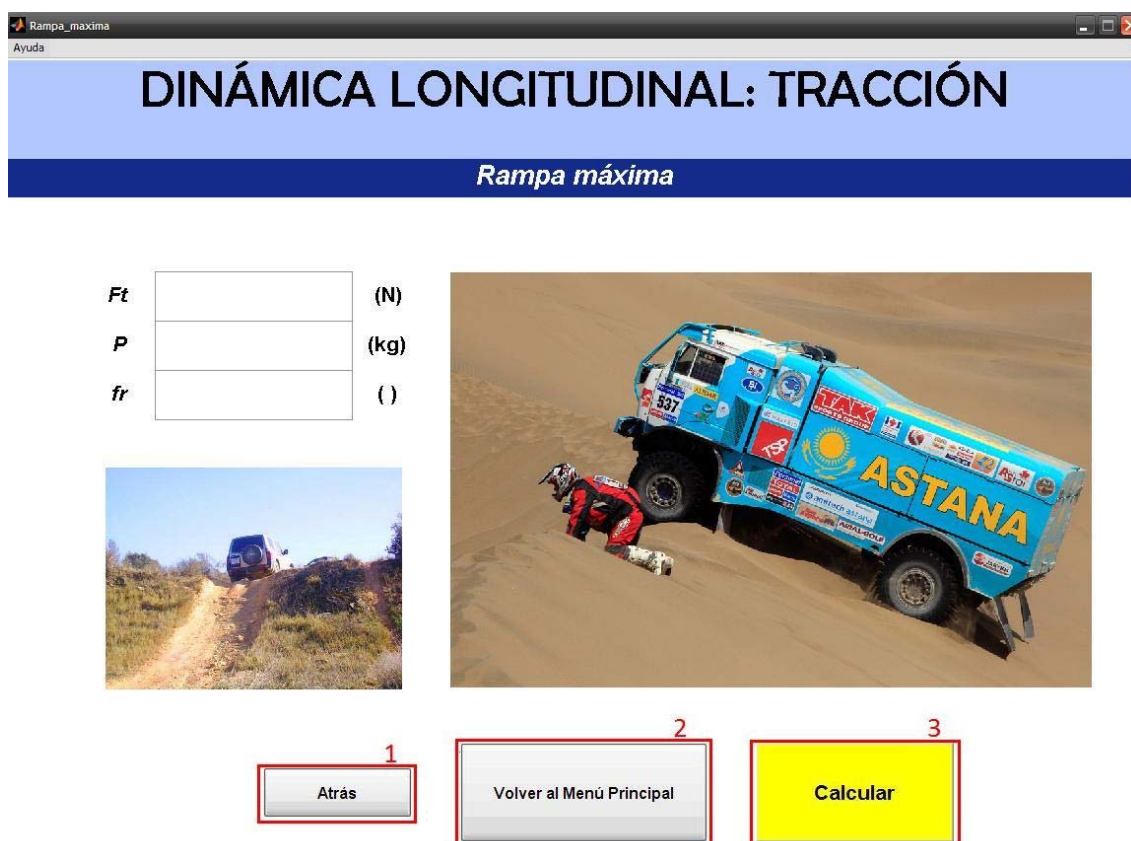 Rampa_maxima
Ayuda
DINÁMICA LONGITUDINAL: TRACCIÓN
Rampa máxima
Ft (N)
P (kg)
fr ( )
537
TAK
TSP
ASTANA
1
2
3
Atrás
Volver al Menú Principal
Calcular